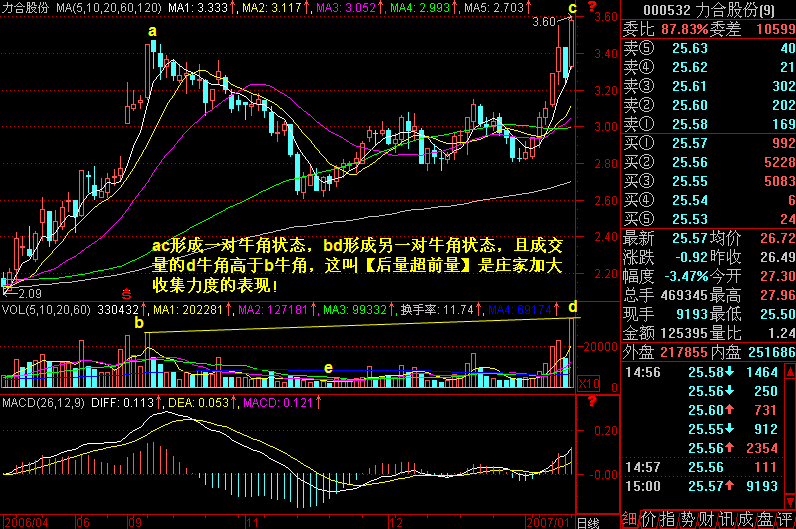 力合股份 MA(5,10,20,60,120) MA1: 3.333↑, MA2: 3.117↑, MA3: 3.052↑, MA4: 2.993↑, MA5: 2.703↑ ?
a
c
3.60
3.60
3.40
3.20
3.00
2.80
2.60
2.40
2.20
ac形成一对牛角状态，bd形成另一对牛角状态，且成交
量的d牛角高于b牛角，这叫【后量超前量】是庄家加大
收集力度的表现！
2.09
VOL(5,10,20,60) 330432↑, MA1: 202281↑, MA2: 127181↑, MA3: 99332↑, 换手率: 11.74↑, MA4: 69174↑
b
d
e
20000
10000
X10
MACD(26,12,9) DIFF: 0.113↑, DEA: 0.053↑, MACD: 0.121↑ ?
0.20
-0.00
2006/04 06 09 11 12 2007/01 日线
000532 力合股份(9)
委比 87.83% 委差 10599
卖⑤ 25.63 40
卖④ 25.62 21
卖③ 25.61 302
卖② 25.60 202
卖① 25.58 169
买① 25.57 992
买② 25.56 5228
买③ 25.55 5083
买④ 25.54 6
买⑤ 25.53 24
最新 25.57 均价 26.72
涨跌 -0.92 昨收 26.49
幅度 -3.47% 今开 27.30
总手 469345 最高 27.96
现手 9193 最低 25.50
金额 125395 量比 1.24
外盘 217855 内盘 251686
14:56 25.58↓ 1464
25.56↓ 250
25.60↑ 731
25.55↓ 912
25.56↑ 2354
14:57 25.56 111
15:00 25.57↑ 9193
细 价 指 势 财 讯 成 盘 评